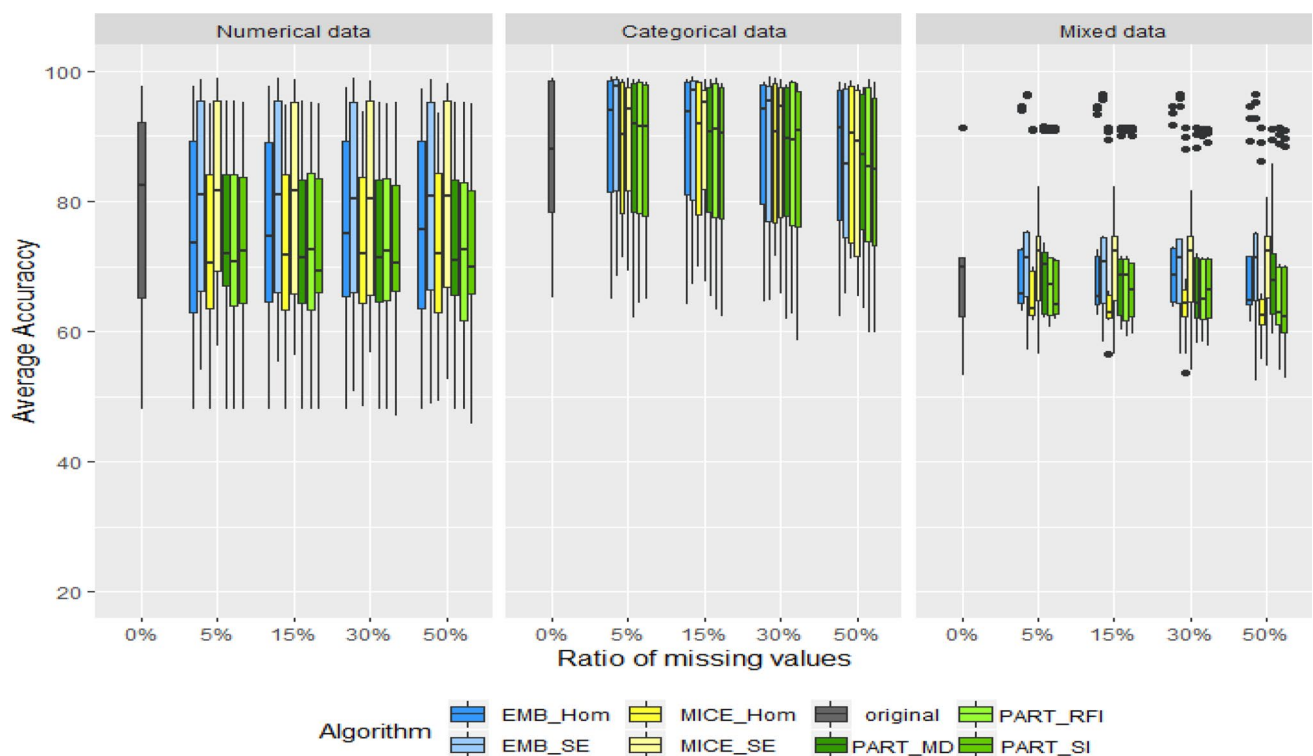 Numerical data Categorical data Mixed data
100
80
60
40
20
Average Accuraccy
0% 5% 15% 30% 50% 0% 5% 15% 30% 50% 0% 5% 15% 30% 50%
Ratio of missing values
Algorithm
EMB_Hom MICE_Hom original PART_RFI
EMB_SE MICE_SE PART_MD PART_SI